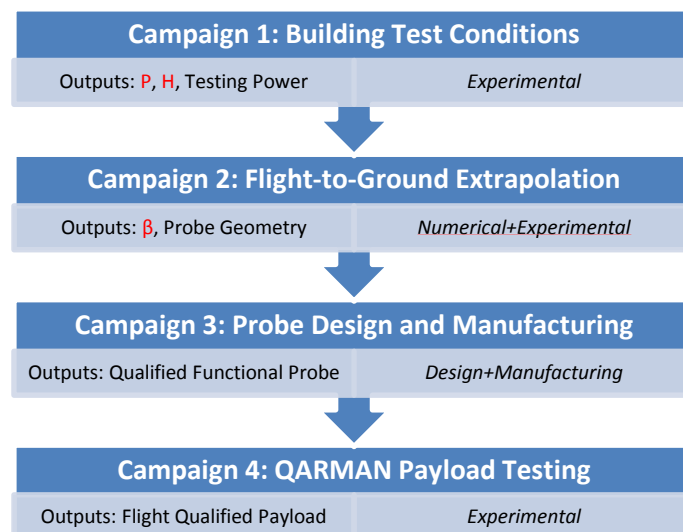 Campaign 1: Building Test Conditions
Outputs: P, H, Testing Power
Experimental
Campaign 2: Flight-to-Ground Extrapolation
Outputs: β, Probe Geometry
Numerical+Experimental
Campaign 3: Probe Design and Manufacturing
Outputs: Qualified Functional Probe
Design+Manufacturing
Campaign 4: QARMAN Payload Testing
Outputs: Flight Qualified Payload
Experimental